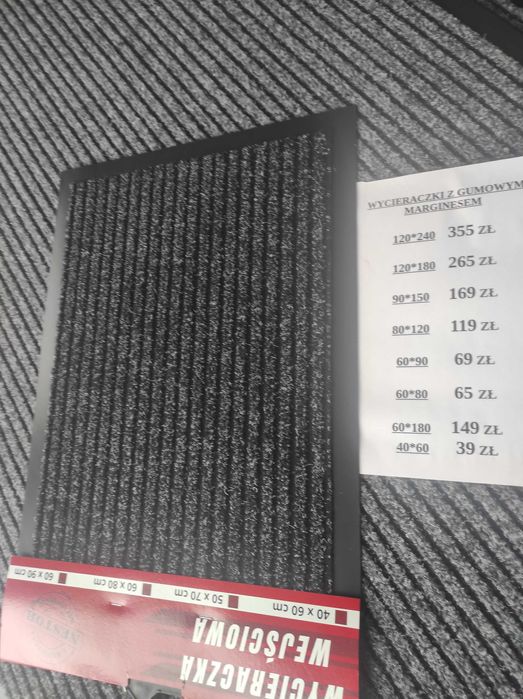 WYCIERACZKI Z GUMOWYM
MARGINESEM
120*240 355 ZŁ
120*180 265 ZŁ
90*150 169 ZŁ
80*120 119 ZŁ
60*90 69 ZŁ
60*80 65 ZŁ
60*180 149 ZŁ
40*60 39 ZŁ
WYCIERACZKA
WEJŚCIOWA
40 x 60 cm
50 x 70 cm
60 x 80 cm
60 x 90 cm
NESTOR